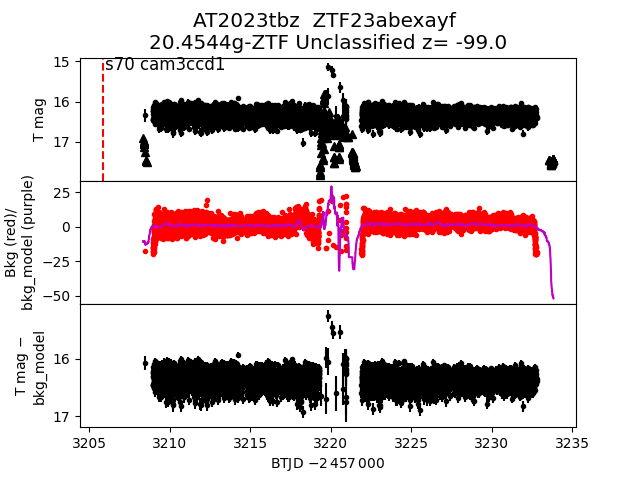 AT2023tbz  ZTF23abexayf
20.4544g-ZTF Unclassified z= -99.0
s70 cam3ccd1
T mag
15
16
17
Bkg (red)/
bkg_model (purple)
25
0
−25
−50
T mag −
bkg_model
16
17
3205
3210
3215
3220
3225
3230
3235
BTJD −2 457 000